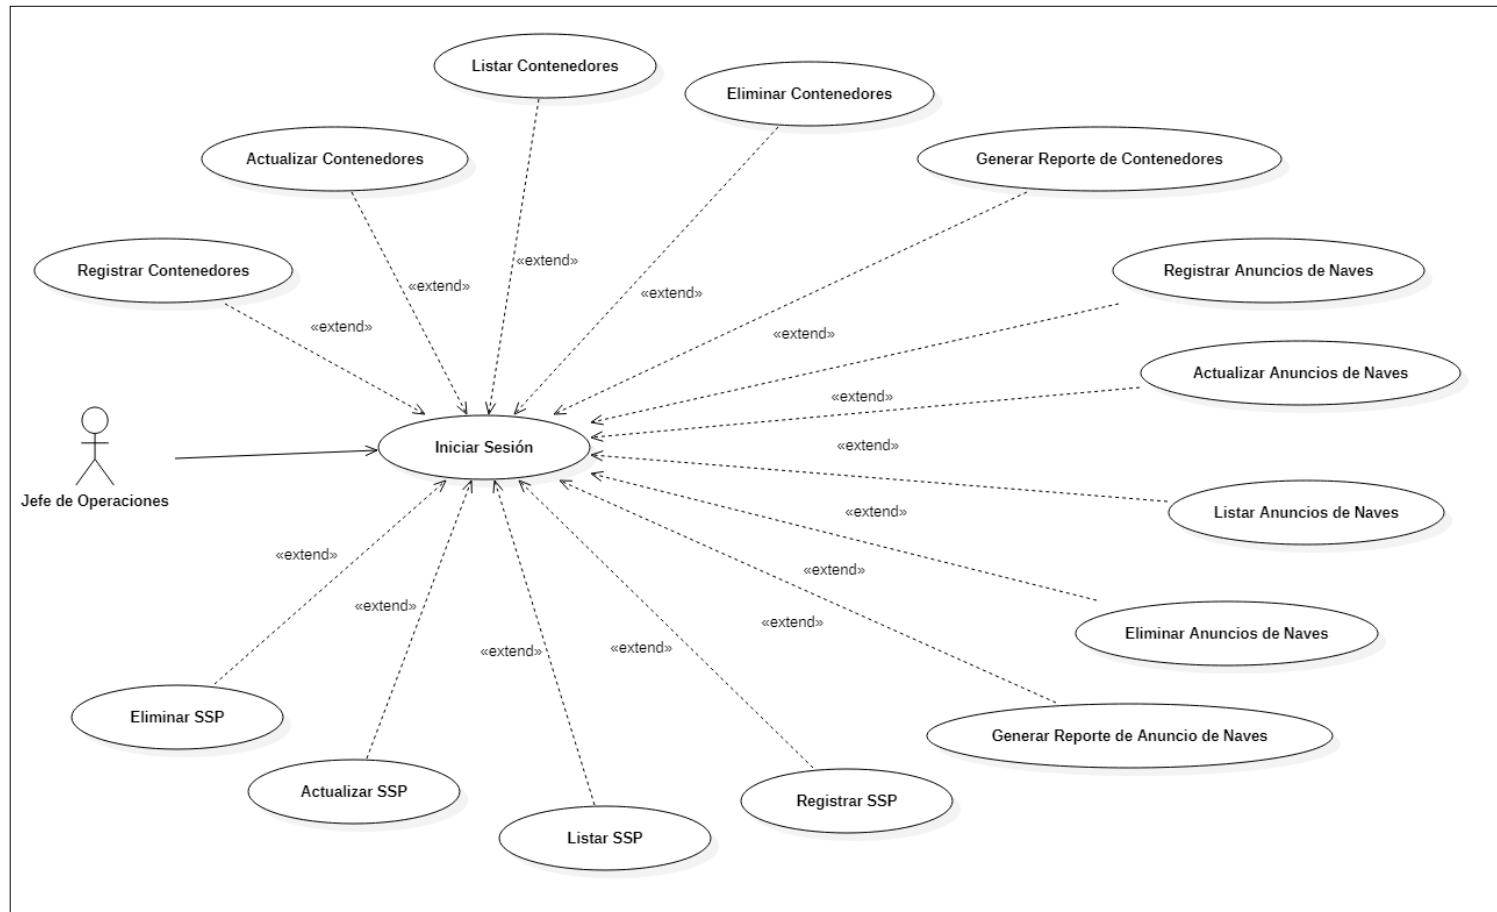 Listar Contenedores
Eliminar Contenedores
Actualizar Contenedores
Generar Reporte de Contenedores
Registrar Contenedores
Registrar Anuncios de Naves
«extend»
«extend»
«extend»
«extend»
«extend»
Actualizar Anuncios de Naves
«extend»
«extend»
Iniciar Sesión
Jefe de Operaciones
Listar Anuncios de Naves
«extend»
«extend»
«extend»
«extend»
«extend»
Eliminar Anuncios de Naves
«extend»
«extend»
Eliminar SSP
Generar Reporte de Anuncio de Naves
Actualizar SSP
Registrar SSP
Listar SSP